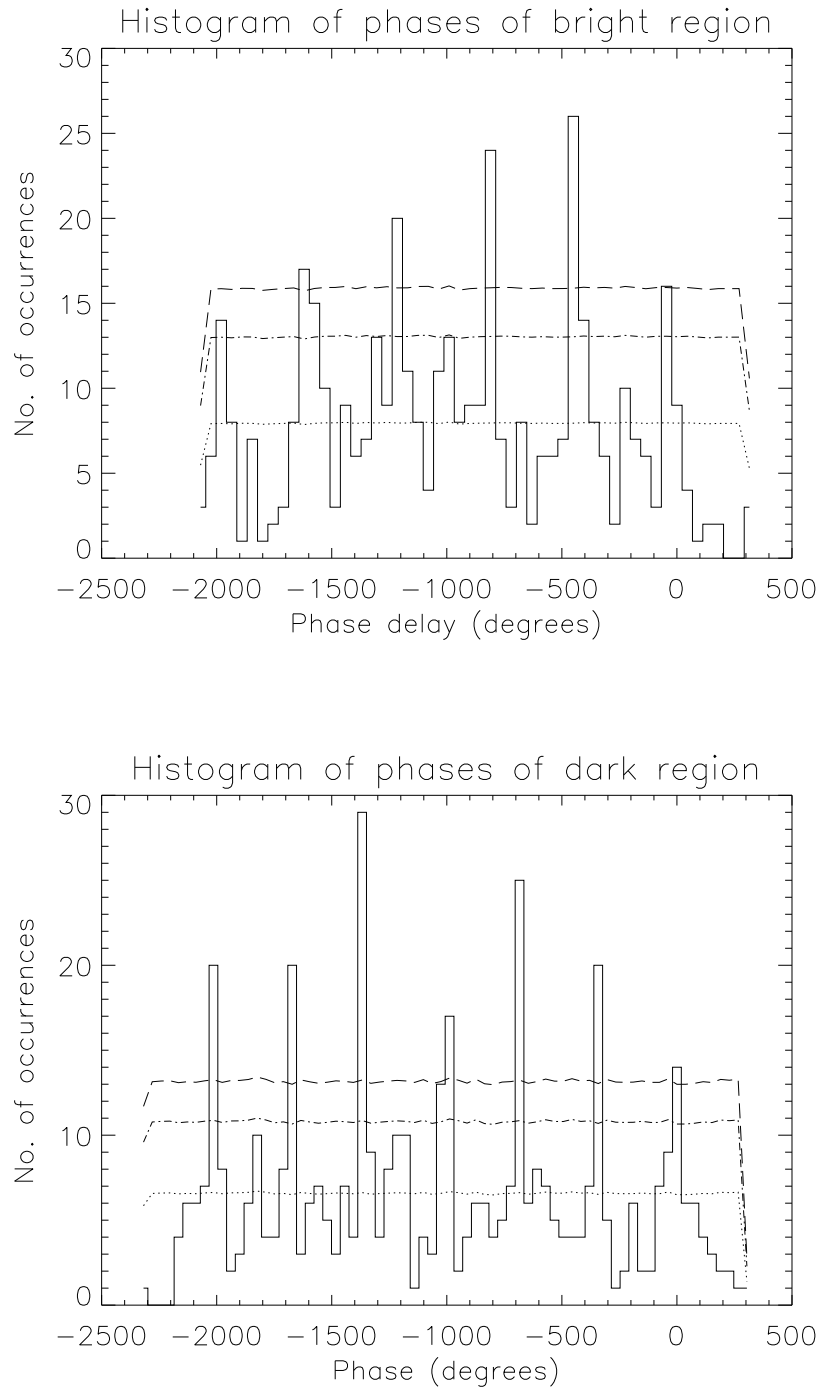 Histogram of phases of bright region
30
25
20
15
10
5
0
No. of occurrences
−2500 −2000 −1500 −1000 −500 0 500
Phase delay (degrees)
Histogram of phases of dark region
30
20
10
0
No. of occurrences
−2500 −2000 −1500 −1000 −500 0 500
Phase (degrees)